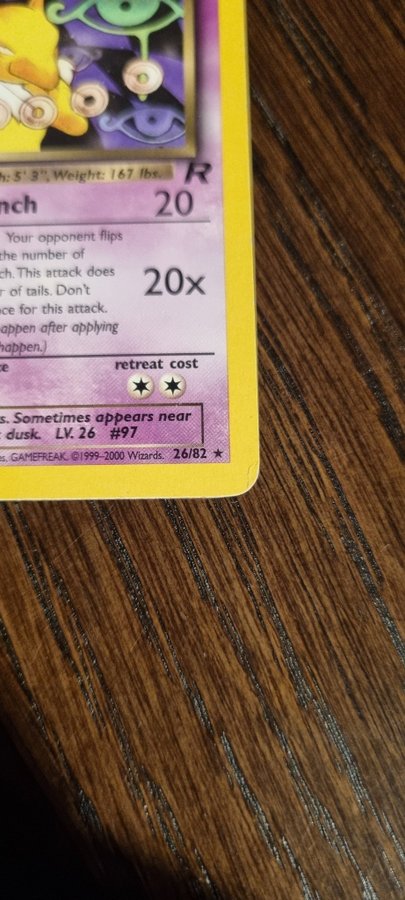 h: 5' 3", Weight: 167 lbs. R
nch 20
Your opponent flips
the number of
ch. This attack does
r of tails. Don't 20x
ce for this attack.
appen after applying
happen.)
e retreat cost
s. Sometimes appears near
dusk. LV. 26 #97
es, GAMEFREAK. ©1999-2000 Wizards. 26/82 ★